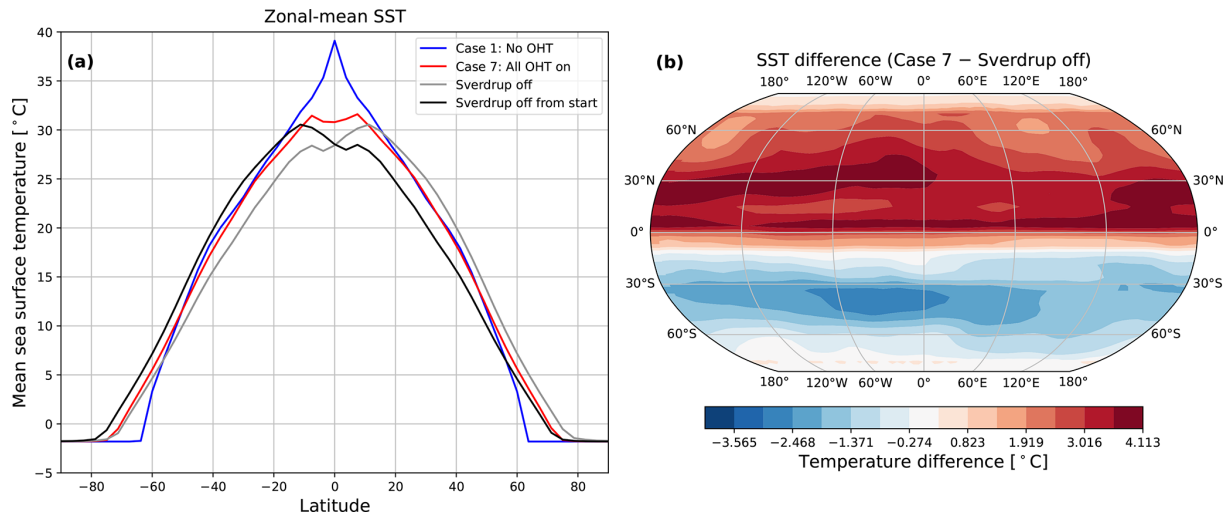 Zonal-mean SST
(a)
Case 1: No OHT
Case 7: All OHT on
Sverdrup off
Sverdrup off from start
40
35
30
25
20
15
10
5
0
−5
Mean sea surface temperature [°C]
−80 −60 −40 −20 0 20 40 60 80
Latitude
(b)
SST difference (Case 7 − Sverdrup off)
180° 120°W 60°W 0° 60°E 120°E 180°
60°N 60°N
30°N 30°N
0° 0°
30°S 30°S
60°S 60°S
180° 120°W 60°W 0° 60°E 120°E 180°
−3.565 −2.468 −1.371 −0.274 0.823 1.919 3.016 4.113
Temperature difference [°C]